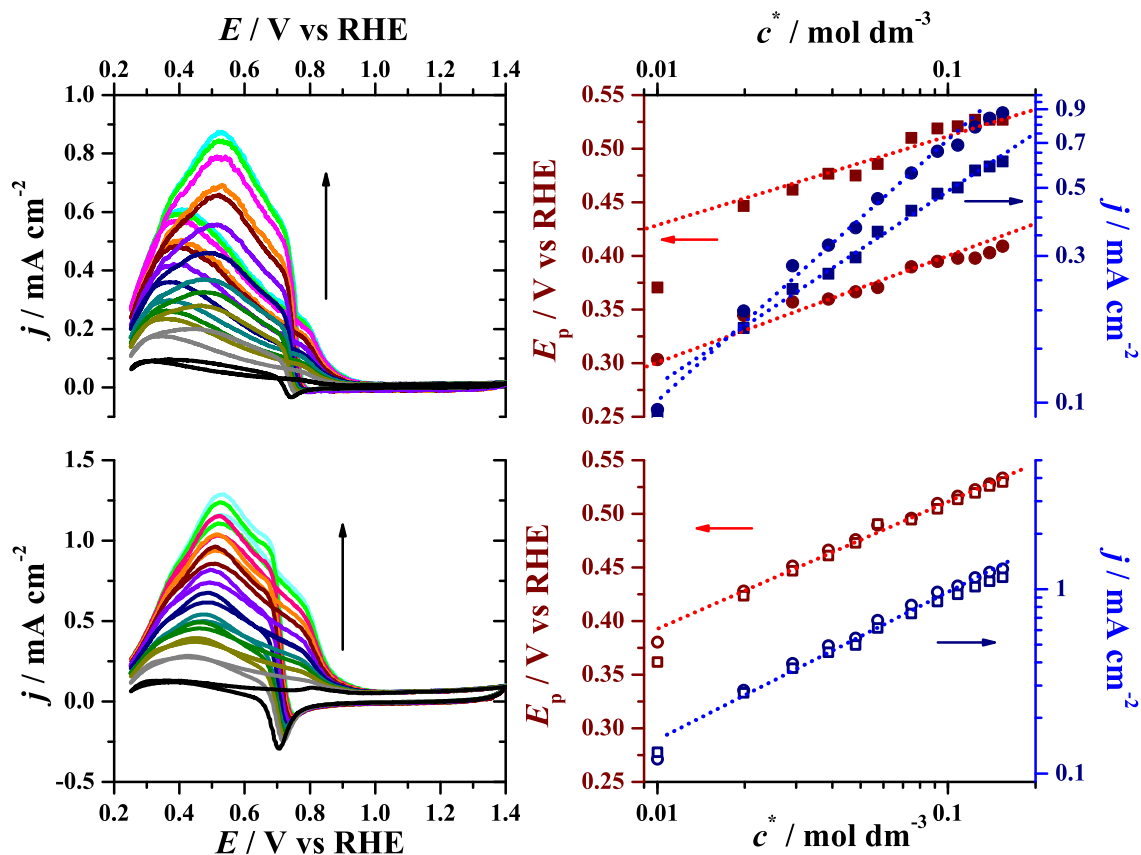 E / V vs RHE
0.2 0.4 0.6 0.8 1.0 1.2 1.4
1.0
0.8
0.6
0.4
0.2
0.0
j / mA cm-2
c* / mol dm-3
0.01 0.1
0.55
0.50
0.45
0.40
0.35
0.30
0.25
Ep / V vs RHE
0.9
0.7
0.5
0.3
0.1
j / mA cm-2
1.5
1.0
0.5
0.0
-0.5
j / mA cm-2
0.2 0.4 0.6 0.8 1.0 1.2 1.4
E / V vs RHE
0.55
0.50
0.45
0.40
0.35
0.30
0.25
Ep / V vs RHE
1
0.1
j / mA cm-2
0.01 0.1
c* / mol dm-3